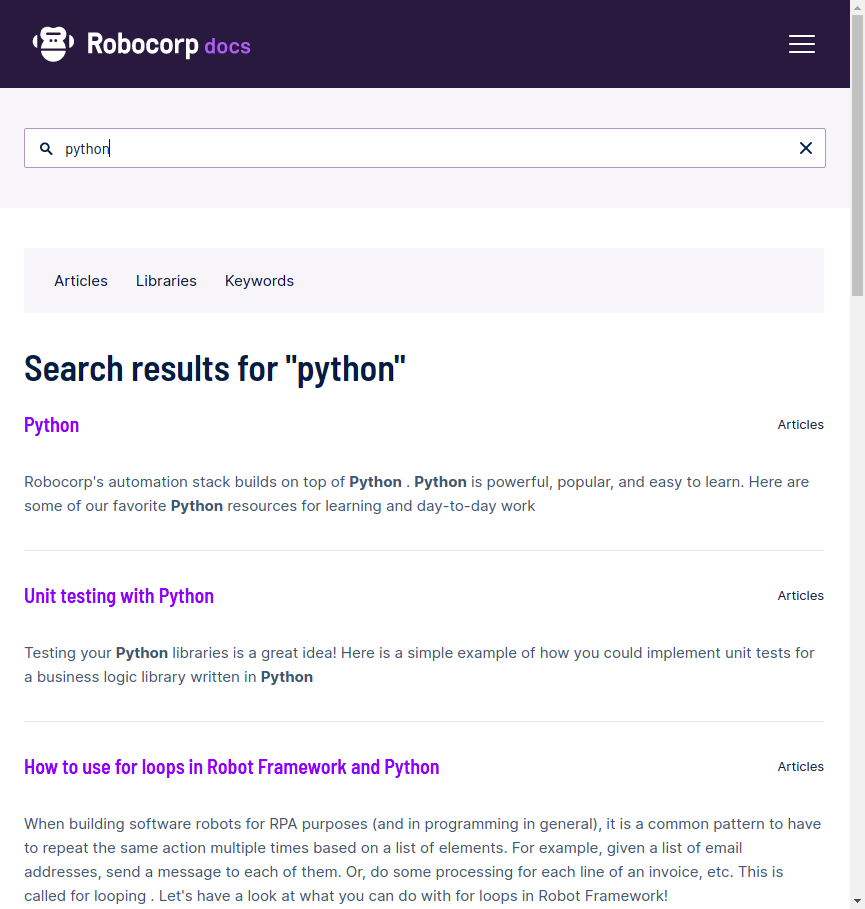 Robocorp docs
python
Articles Libraries Keywords
Search results for "python"
Python
Articles
Robocorp's automation stack builds on top of Python . Python is powerful, popular, and easy to learn. Here are
some of our favorite Python resources for learning and day-to-day work
Unit testing with Python
Articles
Testing your Python libraries is a great idea! Here is a simple example of how you could implement unit tests for
a business logic library written in Python
How to use for loops in Robot Framework and Python
Articles
When building software robots for RPA purposes (and in programming in general), it is a common pattern to have
to repeat the same action multiple times based on a list of elements. For example, given a list of email
addresses, send a message to each of them. Or, do some processing for each line of an invoice, etc. This is
called for looping . Let's have a look at what you can do with for loops in Robot Framework!